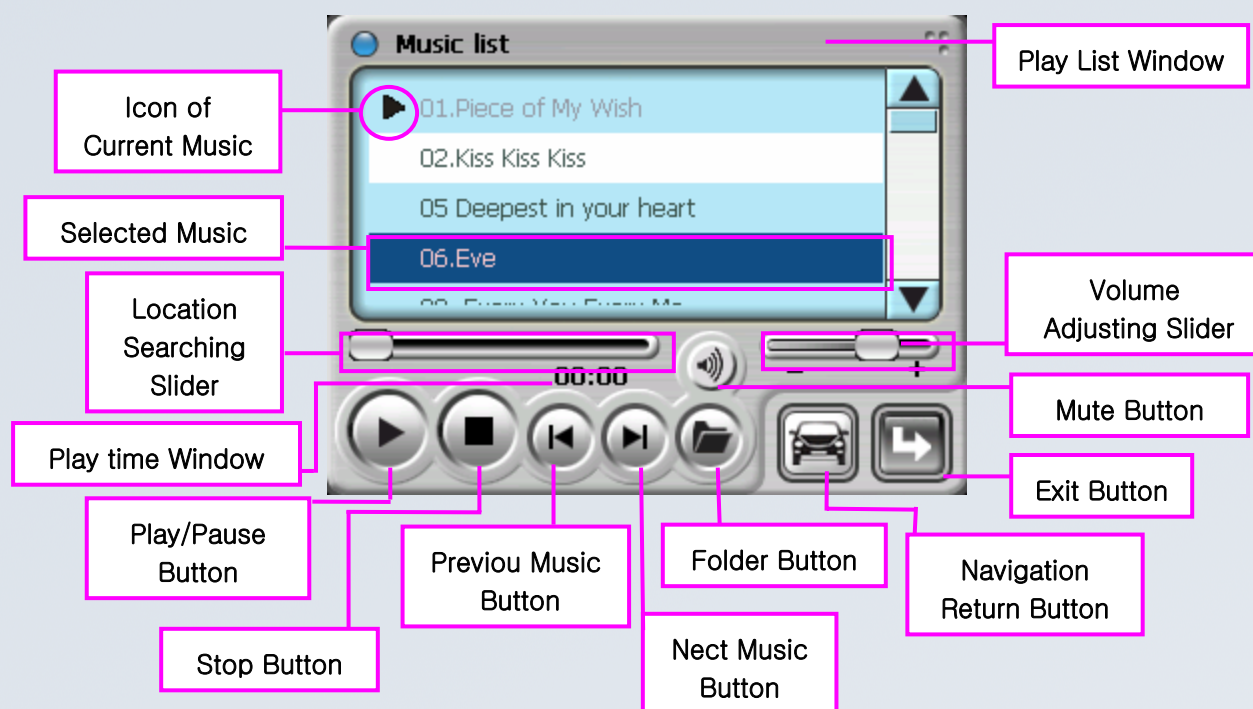 Music list
Play List Window
Icon of
Current Music
01.Piece of My Wish
02.Kiss Kiss Kiss
05 Deepest in your heart
Selected Music
06.Eve
Location
Searching
Slider
Volume
Adjusting Slider
00:00
- +
Mute Button
Play time Window
Exit Button
Play/Pause
Button
Previou Music
Button
Folder Button
Navigation
Return Button
Stop Button
Nect Music
Button